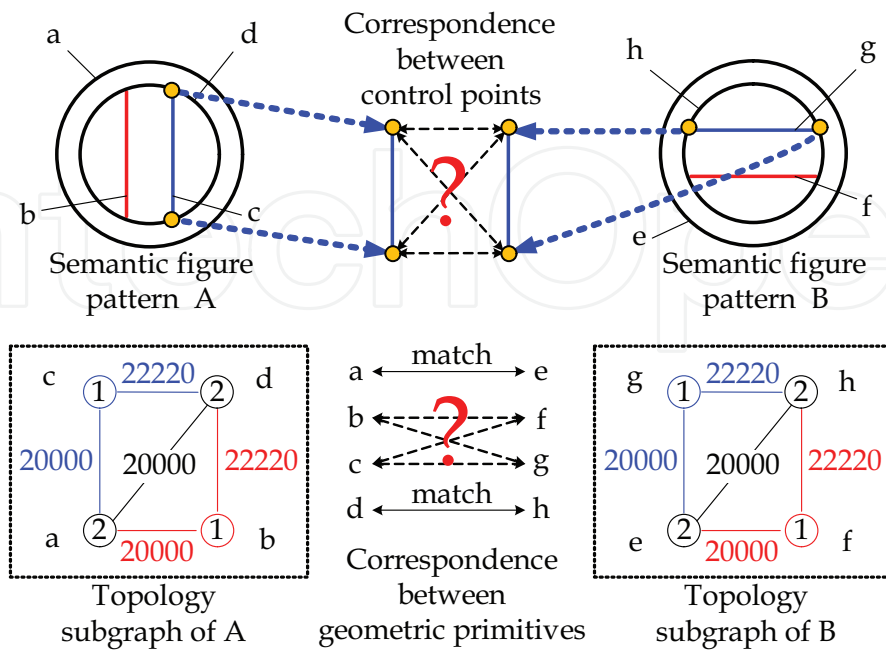 a
d
b
c
Semantic figure
pattern A
Correspondence
between
control points
?
h
g
e
f
Semantic figure
pattern B
c
1
22220
2
d
20000
20000
22220
a
2
20000
1
b
Topology
subgraph of A
a
match
e
b
?
f
c
g
d
match
h
Correspondence
between
geometric primitives
g
1
22220
2
h
20000
20000
22220
e
2
20000
1
f
Topology
subgraph of B